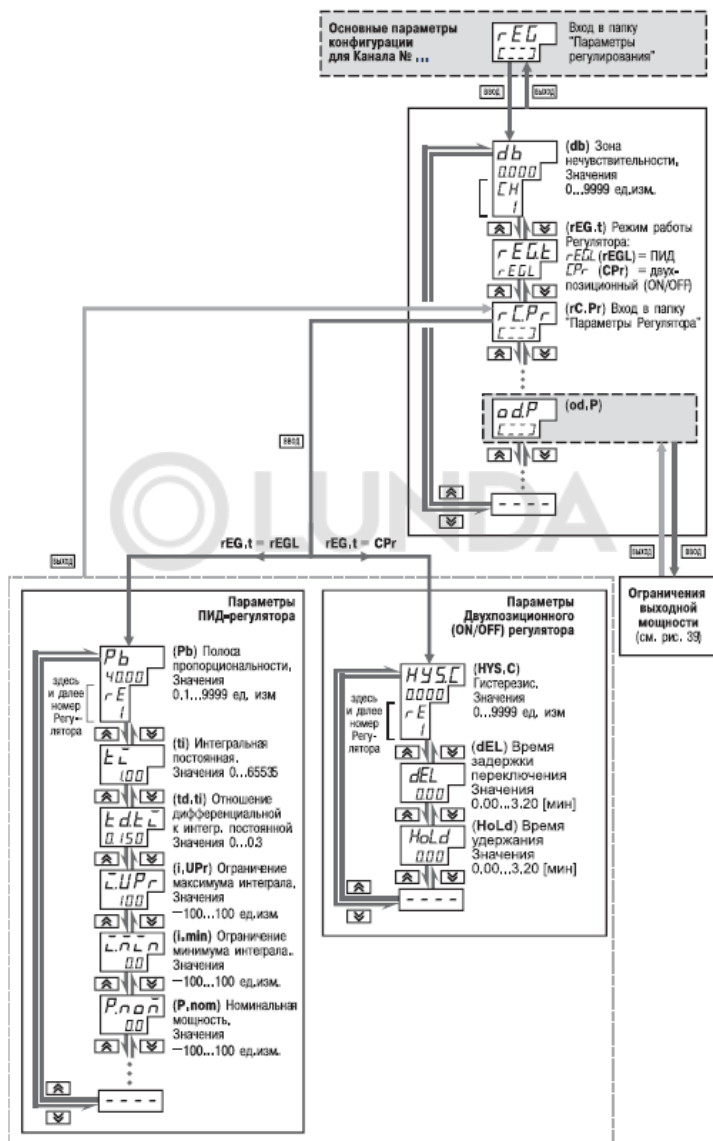 Основные параметры
конфигурации
для Канала № ...
rEG
[---]
Вход в папку
"Параметры
регулирования"
ввод
выход
db
0.000
CH
1
(db) Зона
нечувствительности,
Значения
0...9999 ед.изм.
(rEG.t) Режим работы
Регулятора:
rEGL (rEGL) = ПИД
CPr (CPr) = двух-
позиционный (ON/OFF)
rEG.t
rEGL
rC.Pr
[---]
(rC.Pr) Вход в папку
"Параметры Регулятора"
od.P
[---]
(od.P)
ввод
LUNDA
- - - -
rEG.t = rEGL
rEG.t = CPr
выход
выход
ввод
Ограничения
выходной
мощности
(см. рис. 39)
Параметры
ПИД-регулятора
Pb
40.00
rE
1
здесь
и далее
номер
Регу-
лятора
(Pb) Полоса
пропорциональности,
Значения
0.1...9999 ед. изм
ti
1.00
(ti) Интегральная
постоянная.
Значения 0...65535
td.ti
0.150
(td.ti) Отношение
дифференциальной
к интегр. постоянной
Значения 0...0.3
i.UPr
100
(i.UPr) Ограничение
максимума интеграла,
Значения
–100...100 ед.изм
i.min
0.0
(i.min) Ограничение
минимума интеграла..
Значения
–100...100 ед.изм.
P.nom
0.0
(P.nom) Номинальная
мощность,
Значения
–100...100 ед.изм.
- - - -
Параметры
Двухпозиционного
(ON/OFF) регулятора
HYS.C
0.000
rE
1
здесь
и далее
номер
Регу-
лятора
(HYS.C)
Гистерезис.
Значения
0...9999 ед. изм
dEL
0.00
(dEL) Время
задержки
переключения
Значения
0.00...3.20 [мин]
HoLd
0.00
(HoLd) Время
удержания
Значения
0.00...3.20 [мин]
- - - -